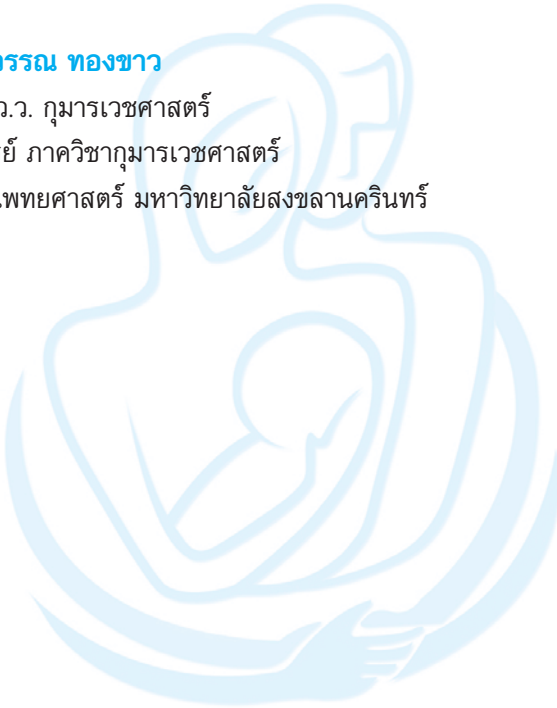 วรรณ ทองขาว
ว.ว. กุมารเวชศาสตร์
ภาควิชากุมารเวชศาสตร์
แพทยศาสตร์ มหาวิทยาลัยสงขลานครินทร์